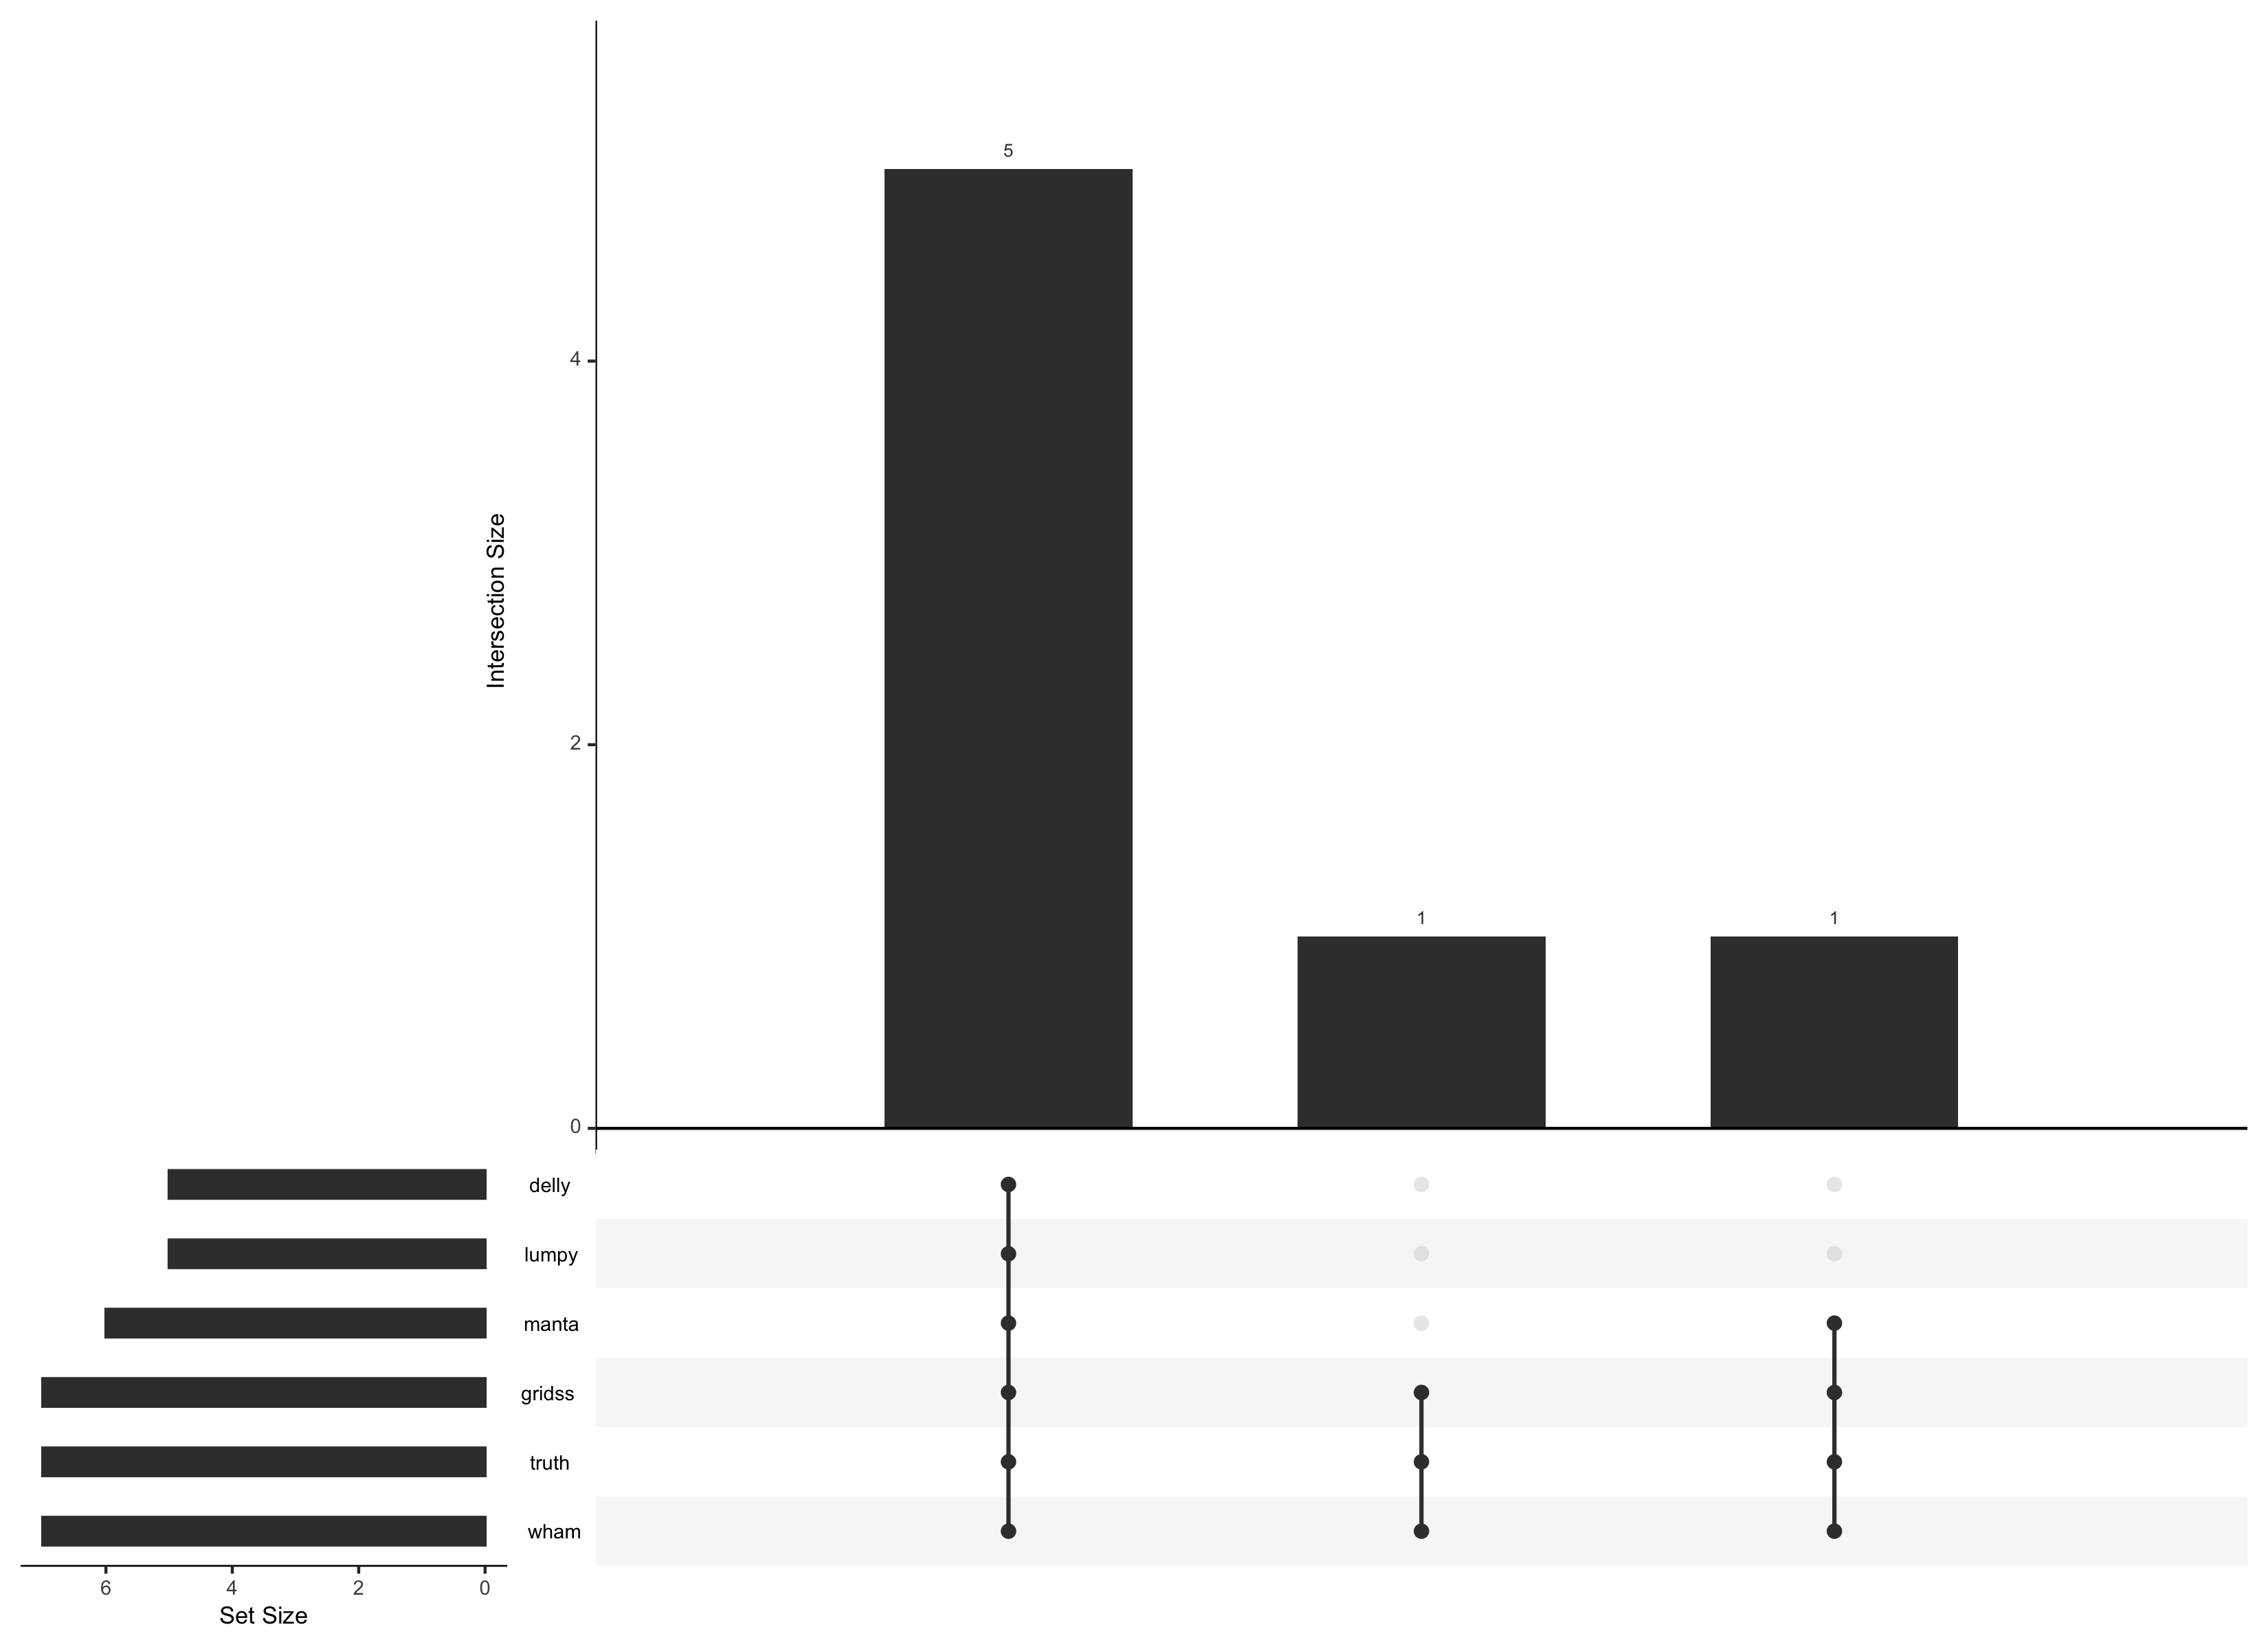 5
1
1
4
2
0
Intersection Size
delly
lumpy
manta
gridss
truth
wham
6 4 2 0
Set Size